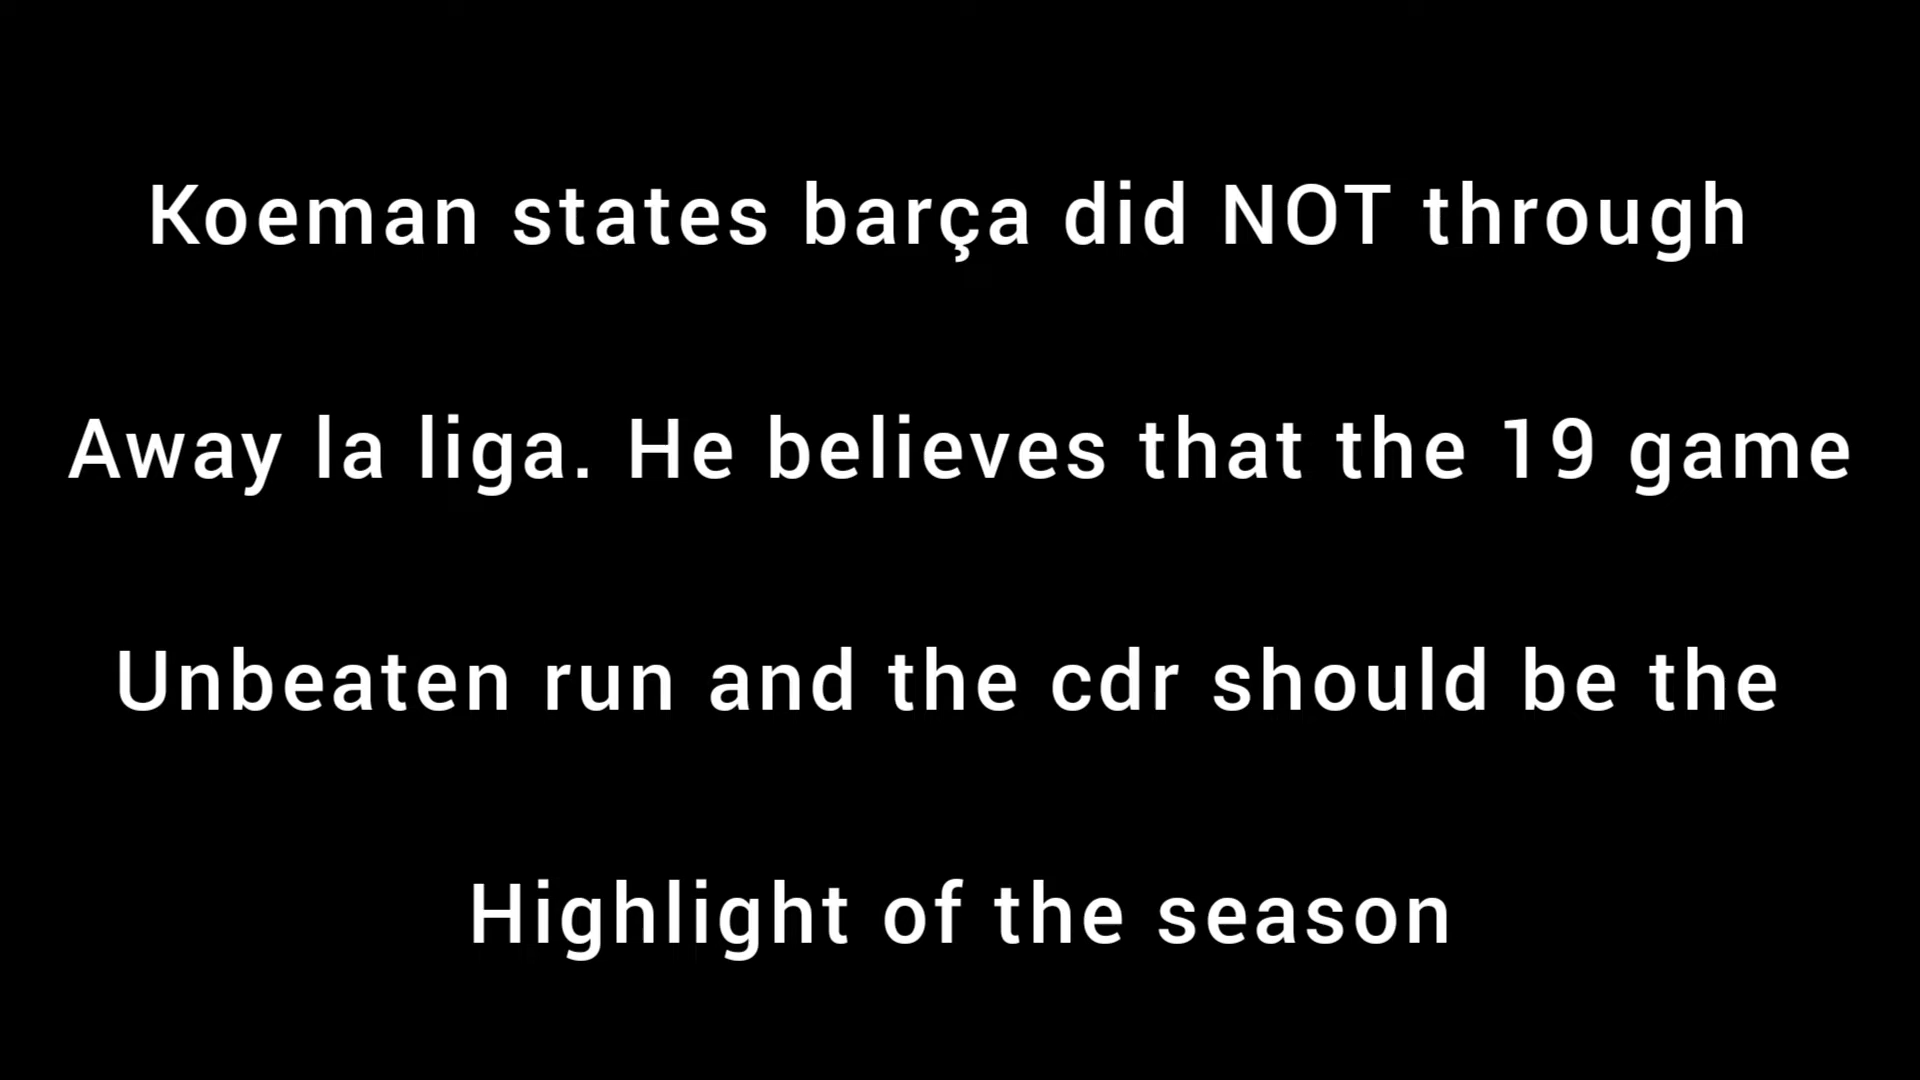 Koeman states barça did NOT through
Away la liga. He believes that the 19 game
Unbeaten run and the cdr should be the
Highlight of the season